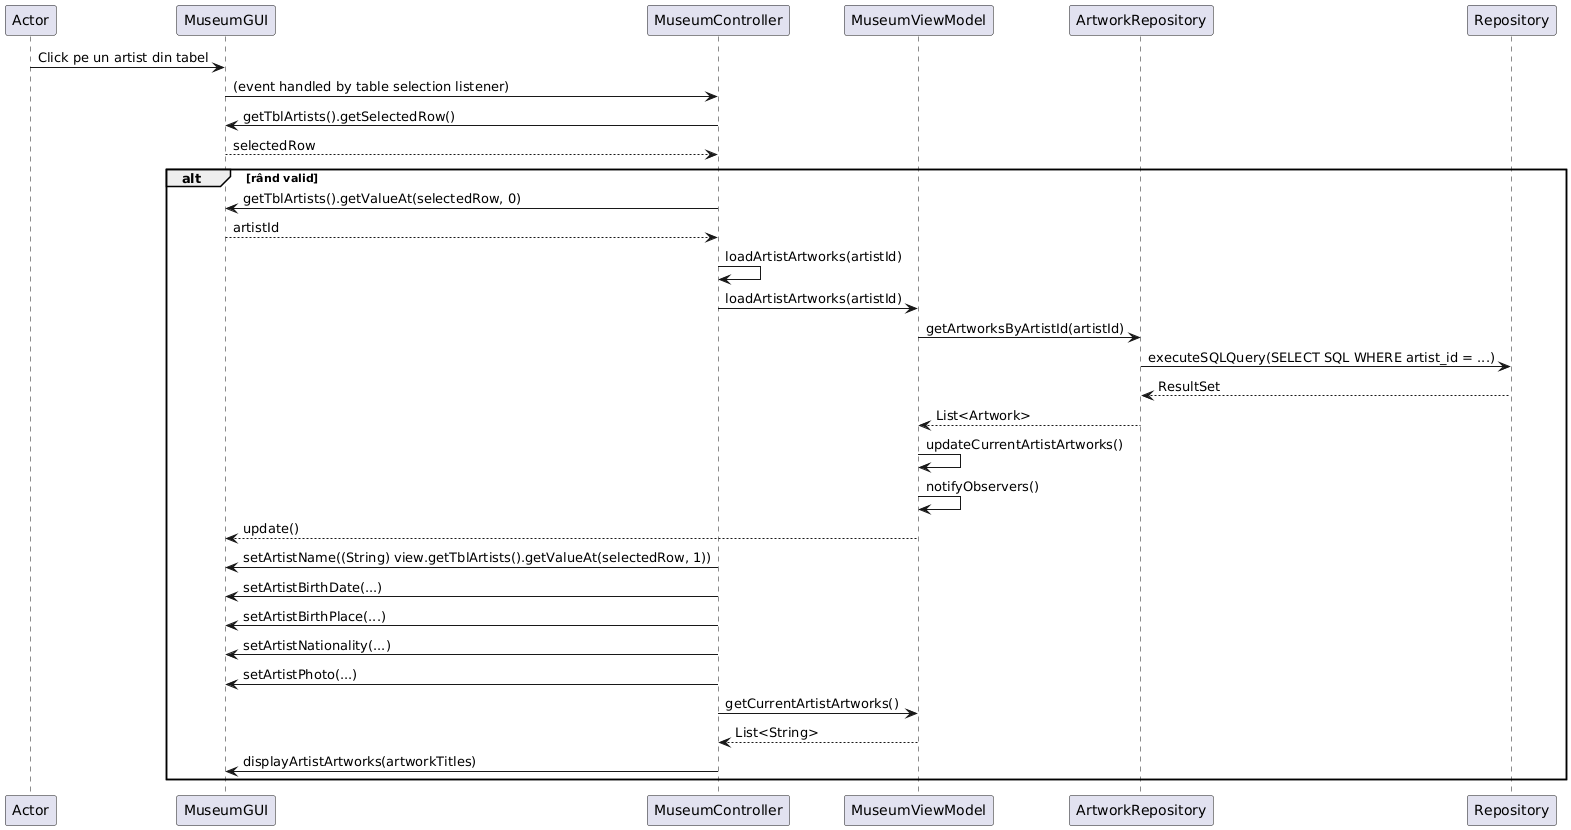 Actor MuseumGUI MuseumController MuseumViewModel ArtworkRepository Repository
Click pe un artist din tabel
(event handled by table selection listener)
getTblArtists().getSelectedRow()
selectedRow
alt [rând valid]
getTblArtists().getValueAt(selectedRow, 0)
artistId
loadArtistArtworks(artistId)
loadArtistArtworks(artistId)
getArtworksByArtistId(artistId)
executeSQLQuery(SELECT SQL WHERE artist_id = ...)
ResultSet
List<Artwork>
updateCurrentArtistArtworks()
notifyObservers()
update()
setArtistName((String) view.getTblArtists().getValueAt(selectedRow, 1))
setArtistBirthDate(...)
setArtistBirthPlace(...)
setArtistNationality(...)
setArtistPhoto(...)
getCurrentArtistArtworks()
List<String>
displayArtistArtworks(artworkTitles)
Actor MuseumGUI MuseumController MuseumViewModel ArtworkRepository Repository